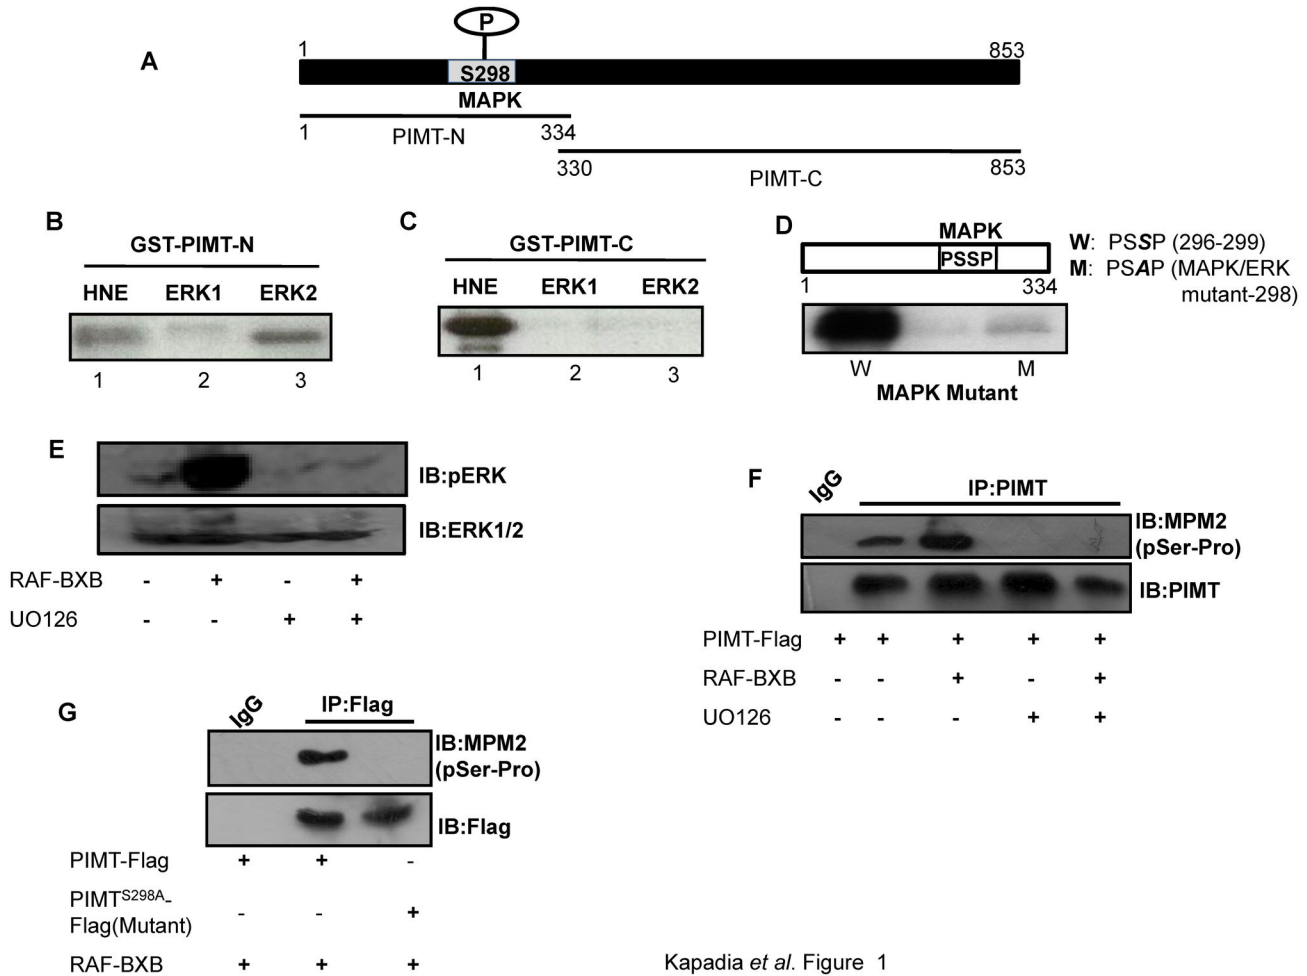 A
P
1
853
S298
MAPK
1 334
PIMT-N
330 853
PIMT-C
B
GST-PIMT-N
HNE ERK1 ERK2
1 2 3
C
GST-PIMT-C
HNE ERK1 ERK2
1 2 3
D
MAPK
PSSP
1 334
W: PSSP (296-299)
M: PSAP (MAPK/ERK
mutant-298)
W M
MAPK Mutant
E
IB:pERK
IB:ERK1/2
RAF-BXB - + - +
UO126 - - + +
F
IgG
IP:PIMT
IB:MPM2
(pSer-Pro)
IB:PIMT
PIMT-Flag + + + + +
RAF-BXB - - + - +
UO126 - - - + +
G
IgG
IP:Flag
IB:MPM2
(pSer-Pro)
IB:Flag
PIMT-Flag + + -
PIMTS298A-
Flag(Mutant) - - +
RAF-BXB + + +
Kapadia et al. Figure 1